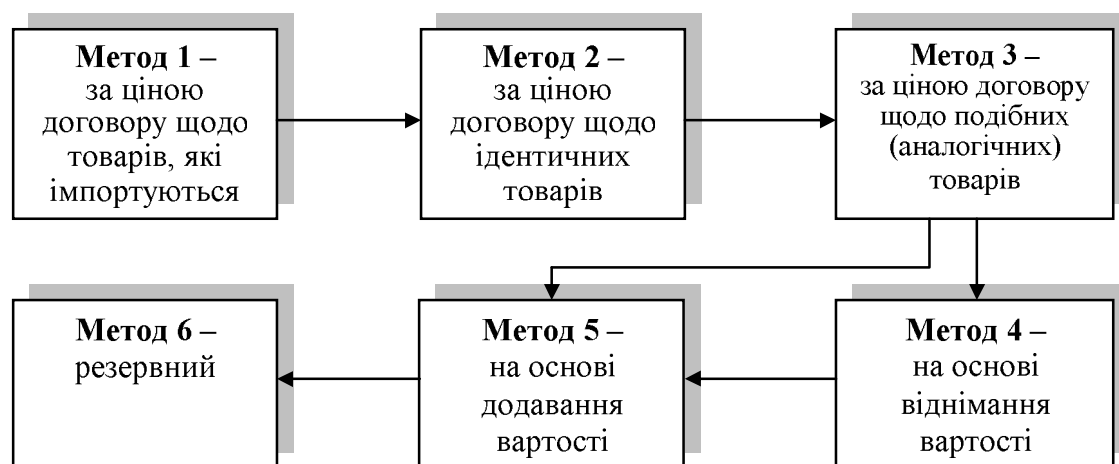 Метод 1 –
за ціною
договору щодо
товарів, які
імпортуються
Метод 2 –
за ціною
договору щодо
ідентичних
товарів
Метод 3 –
за ціною договору
щодо подібних
(аналогічних)
товарів
Метод 4 –
на основі
віднімання
вартості
Метод 5 –
на основі
додавання
вартості
Метод 6 –
резервний